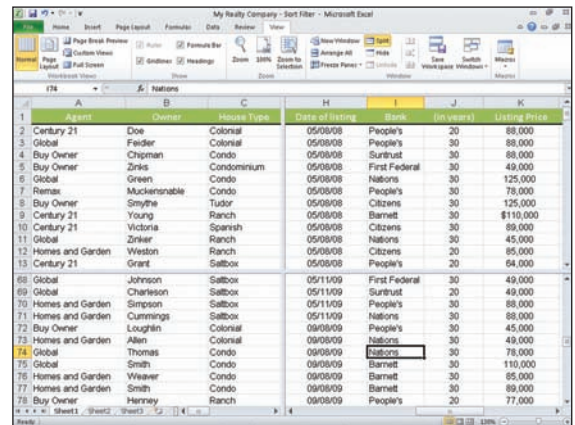 My Realty Company - Sort Filter - Microsoft Excel
File Home Insert Page Layout Formulas Data Review View
Normal Page Layout Page Break Preview Custom Views Full Screen Ruler Formula Bar Gridlines Headings Zoom 100% Zoom to Selection New Window Arrange All Freeze Panes Split Hide Unhide Save Workspace Switch Windows Macros
Workbook Views Show Zoom Window Macros
I74 fx Nations
A B C H I J K
1 Agent Owner House Type Date of listing Bank (in years) Listing Price
2 Century 21 Doe Colonial 05/08/08 People's 20 88,000
3 Global Feidler Colonial 05/08/08 People's 30 88,000
4 Buy Owner Chipman Condo 05/08/08 Suntrust 30 88,000
5 Buy Owner Zinks Condominium 05/08/08 First Federal 30 49,000
6 Global Green Condo 05/08/08 Nations 30 125,000
7 Remax Muckensnable Condo 05/08/08 People's 30 78,000
8 Buy Owner Smythe Tudor 05/08/08 Citizens 30 125,000
9 Century 21 Young Ranch 05/08/08 Barnett 30 $110,000
10 Century 21 Victoria Spanish 05/08/08 Citizens 30 89,000
11 Global Zinker Ranch 05/08/08 Nations 30 45,000
12 Homes and Garden Weston Ranch 05/08/08 Citizens 20 85,000
13 Century 21 Grant Saltbox 05/08/08 People's 20 64,000
68 Global Johnson Saltbox 05/11/09 First Federal 30 49,000
69 Global Charleson Saltbox 05/11/09 Suntrust 20 49,000
70 Homes and Garden Simpson Saltbox 05/11/09 People's 30 88,000
71 Homes and Garden Cummings Saltbox 05/11/09 Nations 30 88,000
72 Buy Owner Loughlin Colonial 09/08/09 People's 30 45,000
73 Homes and Garden Allen Colonial 09/08/09 Nations 30 49,000
74 Global Thomas Condo 09/08/09 Nations 30 78,000
75 Global Smith Condo 09/08/09 Barnett 30 110,000
76 Homes and Garden Weaver Condo 09/08/09 Barnett 30 85,000
77 Homes and Garden Smith Condo 09/08/09 Barnett 30 89,000
78 Buy Owner Henney Ranch 09/08/09 People's 20 77,000
Sheet1 Sheet2 Sheet3
Ready 120%